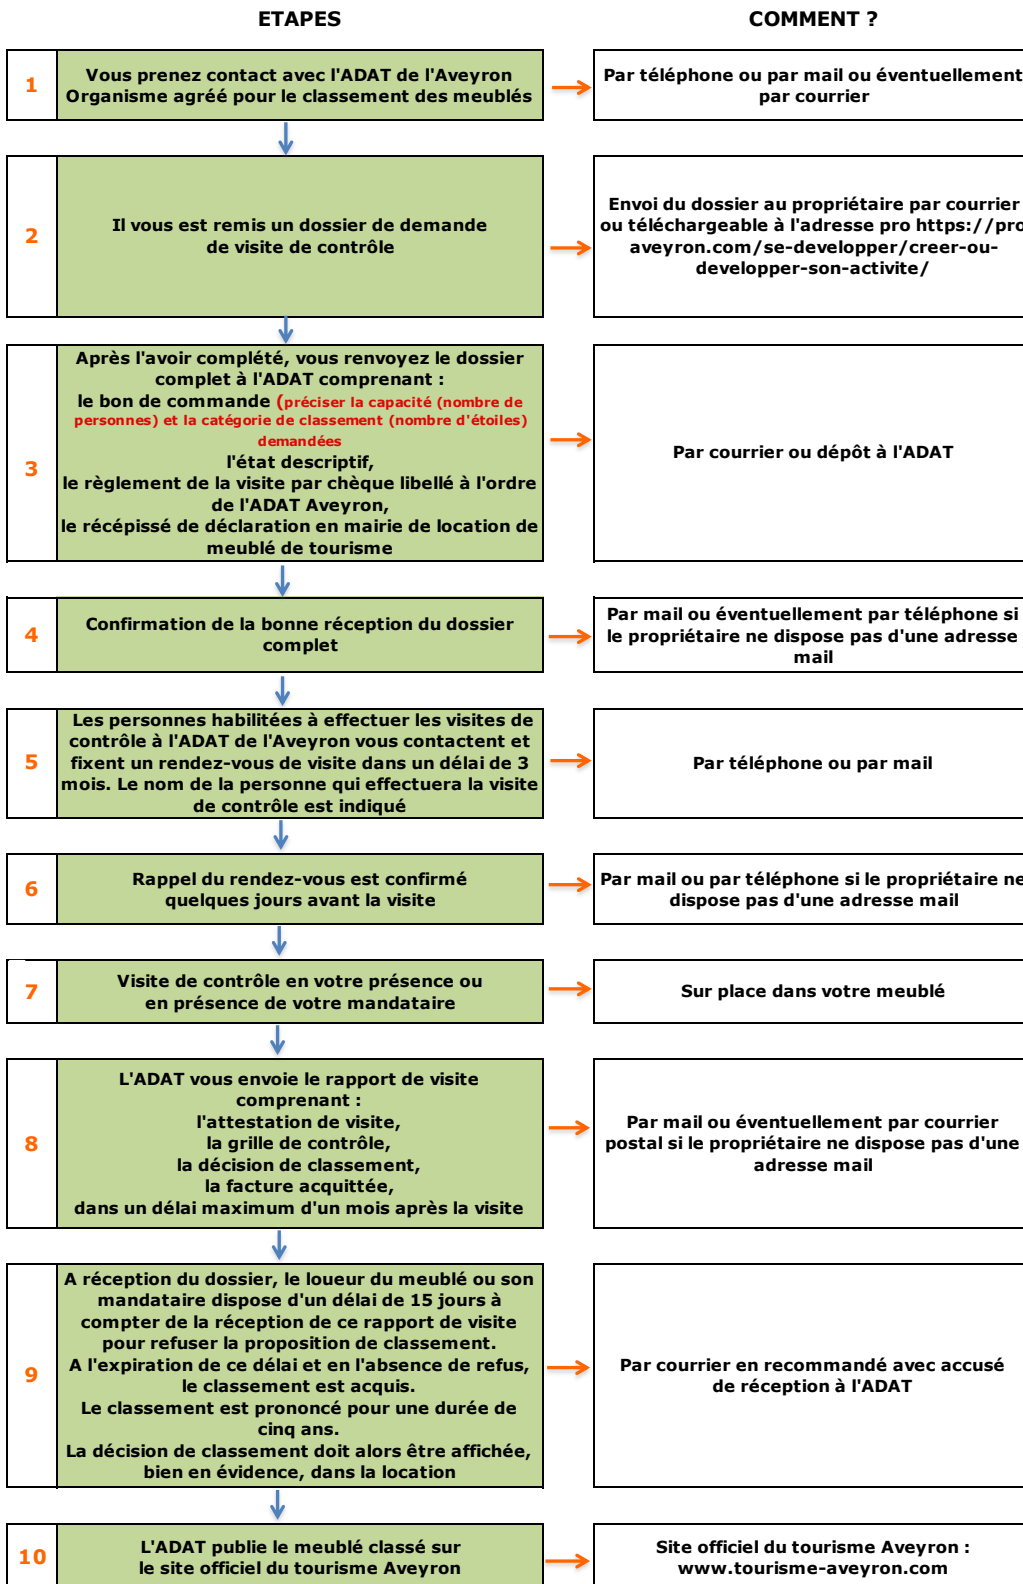 ETAPES
COMMENT ?
1
Vous prenez contact avec l'ADAT de l'Aveyron
Organisme agréé pour le classement des meublés
Par téléphone ou par mail ou éventuellement
par courrier
2
Il vous est remis un dossier de demande
de visite de contrôle
Envoi du dossier au propriétaire par courrier
ou téléchargeable à l'adresse pro https://pro
aveyron.com/se-developper/creer-ou-
developper-son-activite/
3
Après l'avoir complété, vous renvoyez le dossier
complet à l'ADAT comprenant :
le bon de commande (préciser la capacité (nombre de
personnes) et la catégorie de classement (nombre d'étoiles)
demandées
l'état descriptif,
le règlement de la visite par chèque libellé à l'ordre
de l'ADAT Aveyron,
le récépissé de déclaration en mairie de location de
meublé de tourisme
Par courrier ou dépôt à l'ADAT
4
Confirmation de la bonne réception du dossier
complet
Par mail ou éventuellement par téléphone si
le propriétaire ne dispose pas d'une adresse
mail
5
Les personnes habilitées à effectuer les visites de
contrôle à l'ADAT de l'Aveyron vous contactent et
fixent un rendez-vous de visite dans un délai de 3
mois. Le nom de la personne qui effectuera la visite
de contrôle est indiqué
Par téléphone ou par mail
6
Rappel du rendez-vous est confirmé
quelques jours avant la visite
Par mail ou par téléphone si le propriétaire ne
dispose pas d'une adresse mail
7
Visite de contrôle en votre présence ou
en présence de votre mandataire
Sur place dans votre meublé
8
L'ADAT vous envoie le rapport de visite
comprenant :
l'attestation de visite,
la grille de contrôle,
la décision de classement,
la facture acquittée,
dans un délai maximum d'un mois après la visite
Par mail ou éventuellement par courrier
postal si le propriétaire ne dispose pas d'une
adresse mail
9
A réception du dossier, le loueur du meublé ou son
mandataire dispose d'un délai de 15 jours à
compter de la réception de ce rapport de visite
pour refuser la proposition de classement.
A l'expiration de ce délai et en l'absence de refus,
le classement est acquis.
Le classement est prononcé pour une durée de
cinq ans.
La décision de classement doit alors être affichée,
bien en évidence, dans la location
Par courrier en recommandé avec accusé
de réception à l'ADAT
10
L'ADAT publie le meublé classé sur
le site officiel du tourisme Aveyron
Site officiel du tourisme Aveyron :
www.tourisme-aveyron.com